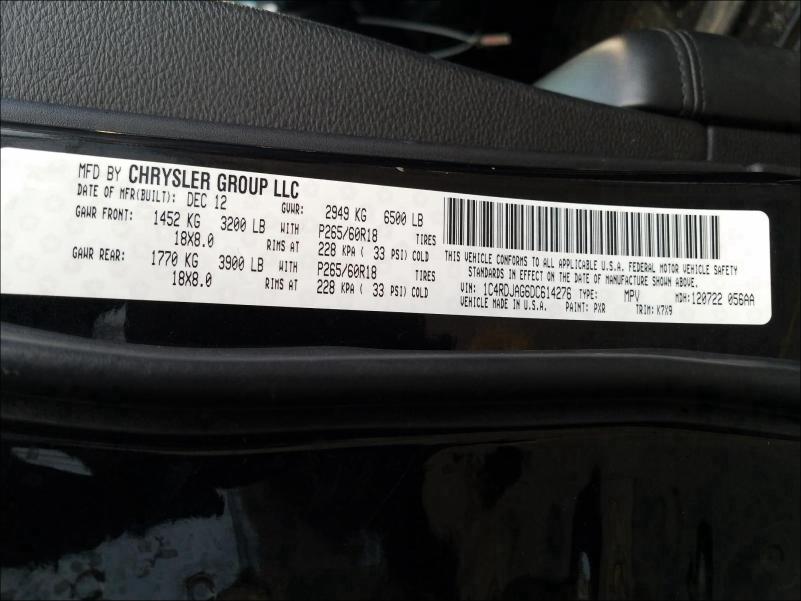 MFD BY CHRYSLER GROUP LLC
DATE OF MFR(BUILT): DEC 12 GVWR: 2949 KG 6500 LB
GAWR FRONT: 1452 KG 3200 LB WITH P265/60R18 TIRES
18X8.0 RIMS AT 228 KPA ( 33 PSI) COLD
GAWR REAR: 1770 KG 3900 LB WITH P265/60R18 TIRES
18X8.0 RIMS AT 228 KPA ( 33 PSI) COLD
THIS VEHICLE CONFORMS TO ALL APPLICABLE U.S.A. FEDERAL MOTOR VEHICLE SAFETY
STANDARDS IN EFFECT ON THE DATE OF MANUFACTURE SHOWN ABOVE.
VIN: 1C4RDJAG6DC614276 TYPE: MPV MDH: 120722 056AA
VEHICLE MADE IN U.S.A. PAINT: PXR TRIM: K7X9